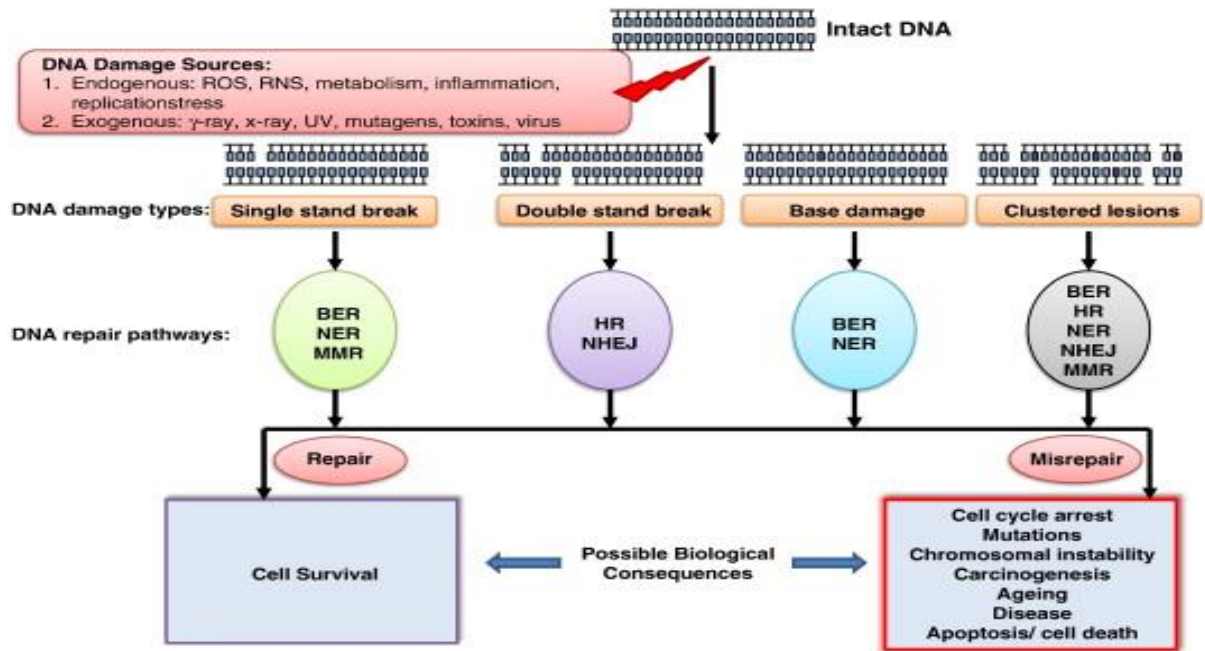 Intact DNA
DNA Damage Sources:
1. Endogenous: ROS, RNS, metabolism, inflammation,
replicationstress
2. Exogenous: γ-ray, x-ray, UV, mutagens, toxins, virus
DNA damage types:
Single stand break
Double stand break
Base damage
Clustered lesions
DNA repair pathways:
BER
NER
MMR
HR
NHEJ
BER
NER
BER
HR
NER
NHEJ
MMR
Repair
Misrepair
Cell Survival
Possible Biological
Consequences
Cell cycle arrest
Mutations
Chromosomal instability
Carcinogenesis
Ageing
Disease
Apoptosis/ cell death